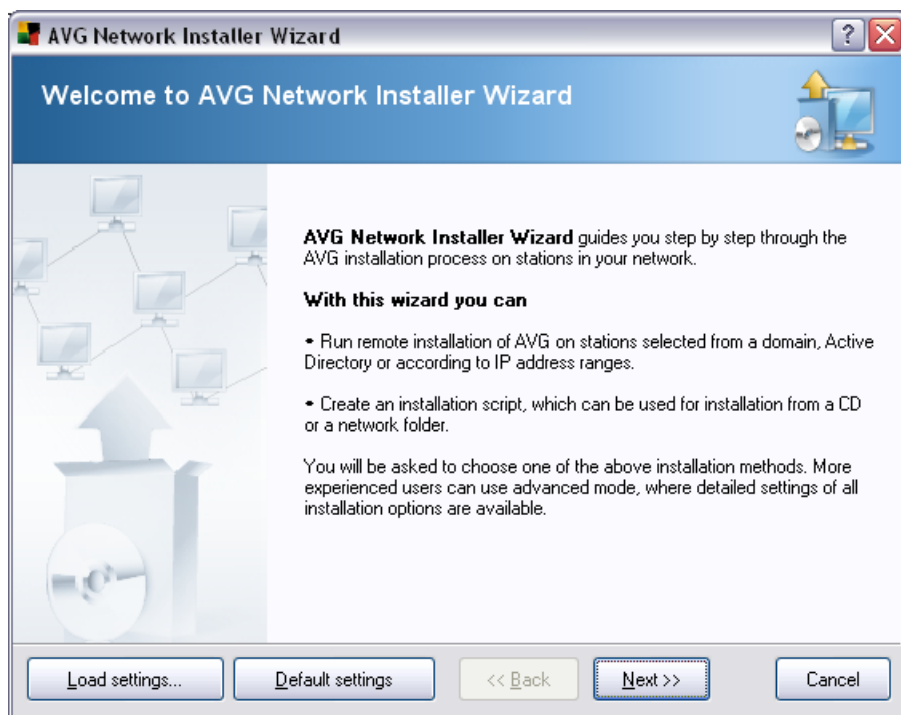 AVG Network Installer Wizard
?
Welcome to AVG Network Installer Wizard
AVG Network Installer Wizard guides you step by step through the
AVG installation process on stations in your network.
With this wizard you can
• Run remote installation of AVG on stations selected from a domain, Active
Directory or according to IP address ranges.
• Create an installation script, which can be used for installation from a CD
or a network folder.
You will be asked to choose one of the above installation methods. More
experienced users can use advanced mode, where detailed settings of all
installation options are available.
Load settings...
Default settings
<< Back
Next >>
Cancel